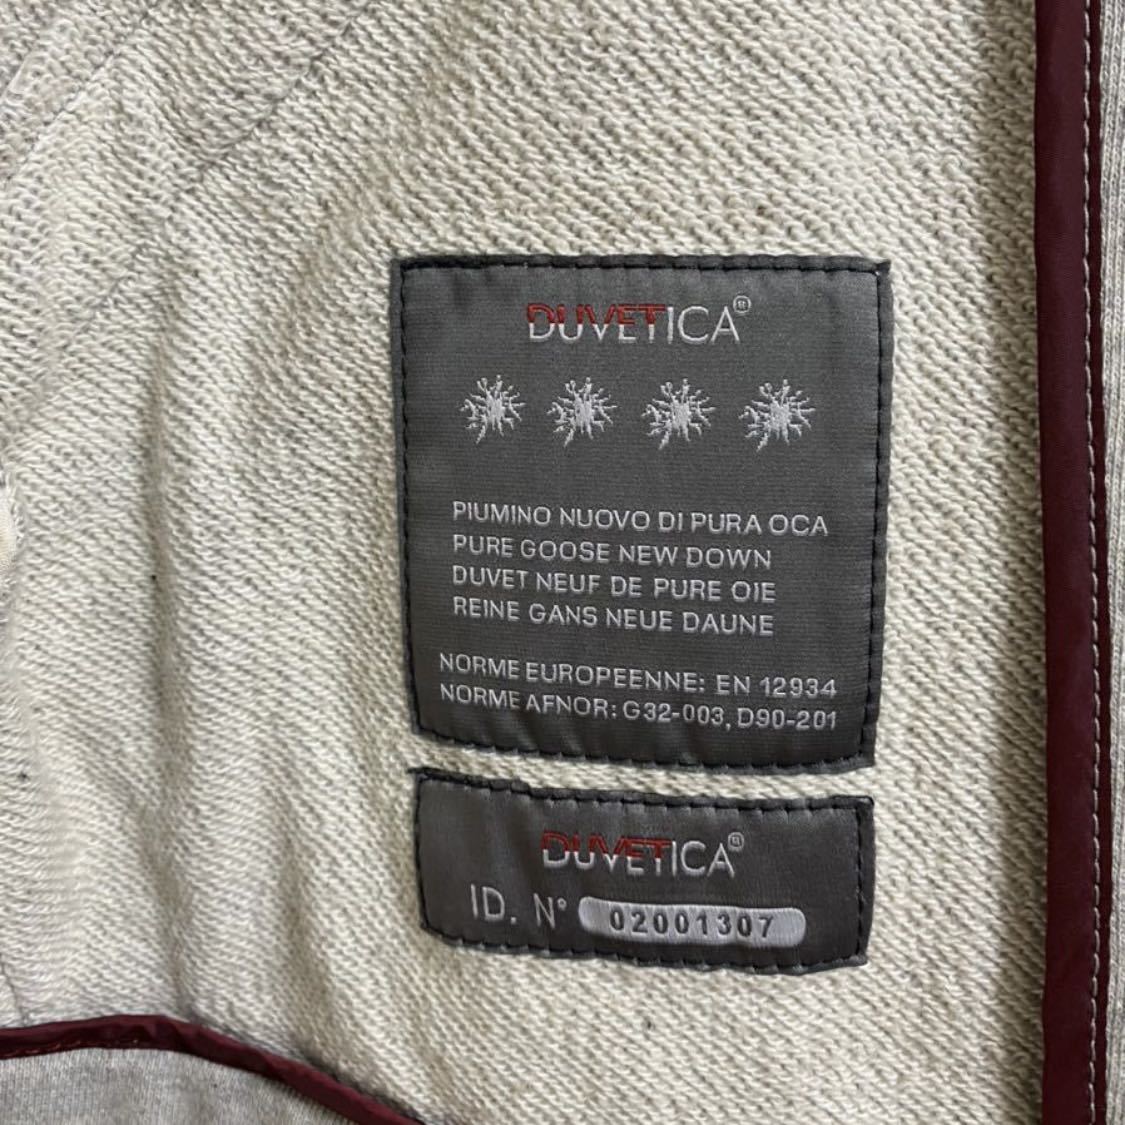 DUVETICA®
PIUMINO NUOVO DI PURA OCA
PURE GOOSE NEW DOWN
DUVET NEUF DE PURE OIE
REINE GANS NEUE DAUNE
NORME EUROPEENNE: EN 12934
NORME AFNOR: G32-003, D90-201
DUVETICA®
ID. N° 02001307